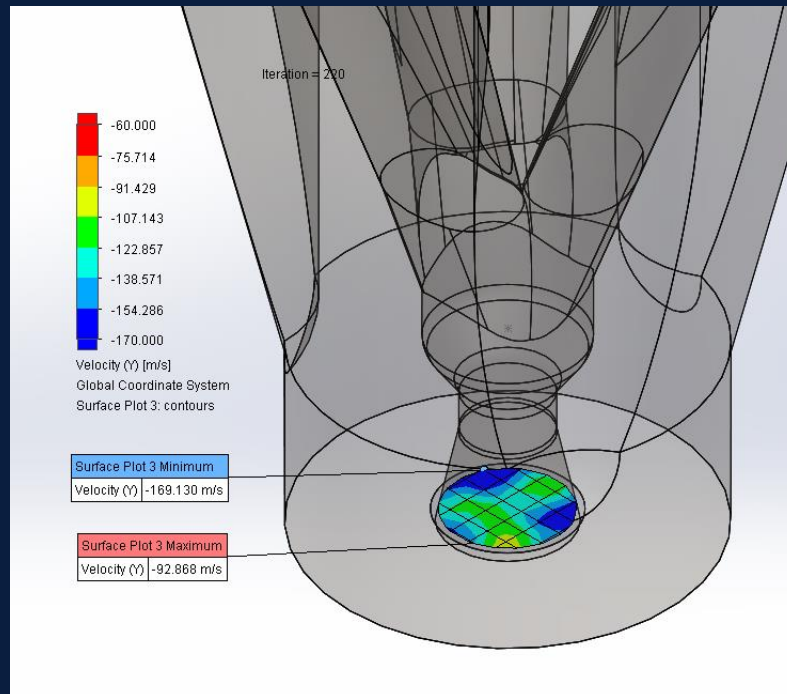 Iteration = 220
-60.000
-75.714
-91.429
-107.143
-122.857
-138.571
-154.286
-170.000
Velocity (Y) [m/s]
Global Coordinate System
Surface Plot 3: contours
Surface Plot 3 Minimum
Velocity (Y) -169.130 m/s
Surface Plot 3 Maximum
Velocity (Y) -92.868 m/s